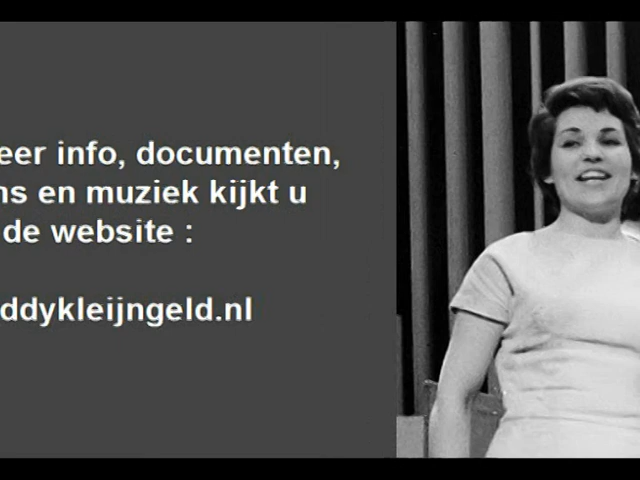 eer info, documenten,
ns en muziek kijkt u
de website :
ddykleijngeld.nl